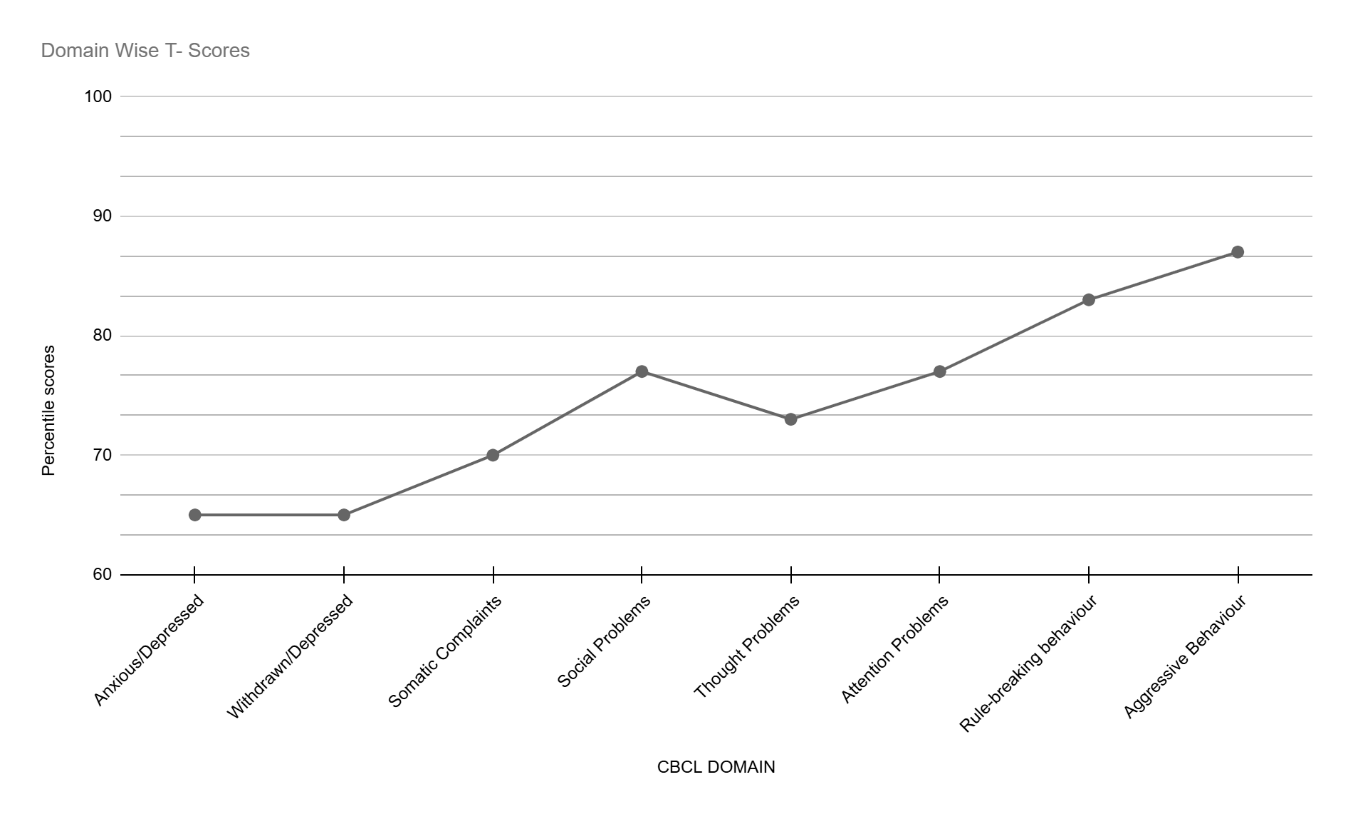 Domain Wise T- Scores
100
90
80
70
60
Percentile scores
Anxious/Depressed
Withdrawn/Depressed
Somatic Complaints
Social Problems
Thought Problems
Attention Problems
Rule-breaking behaviour
Aggressive Behaviour
CBCL DOMAIN